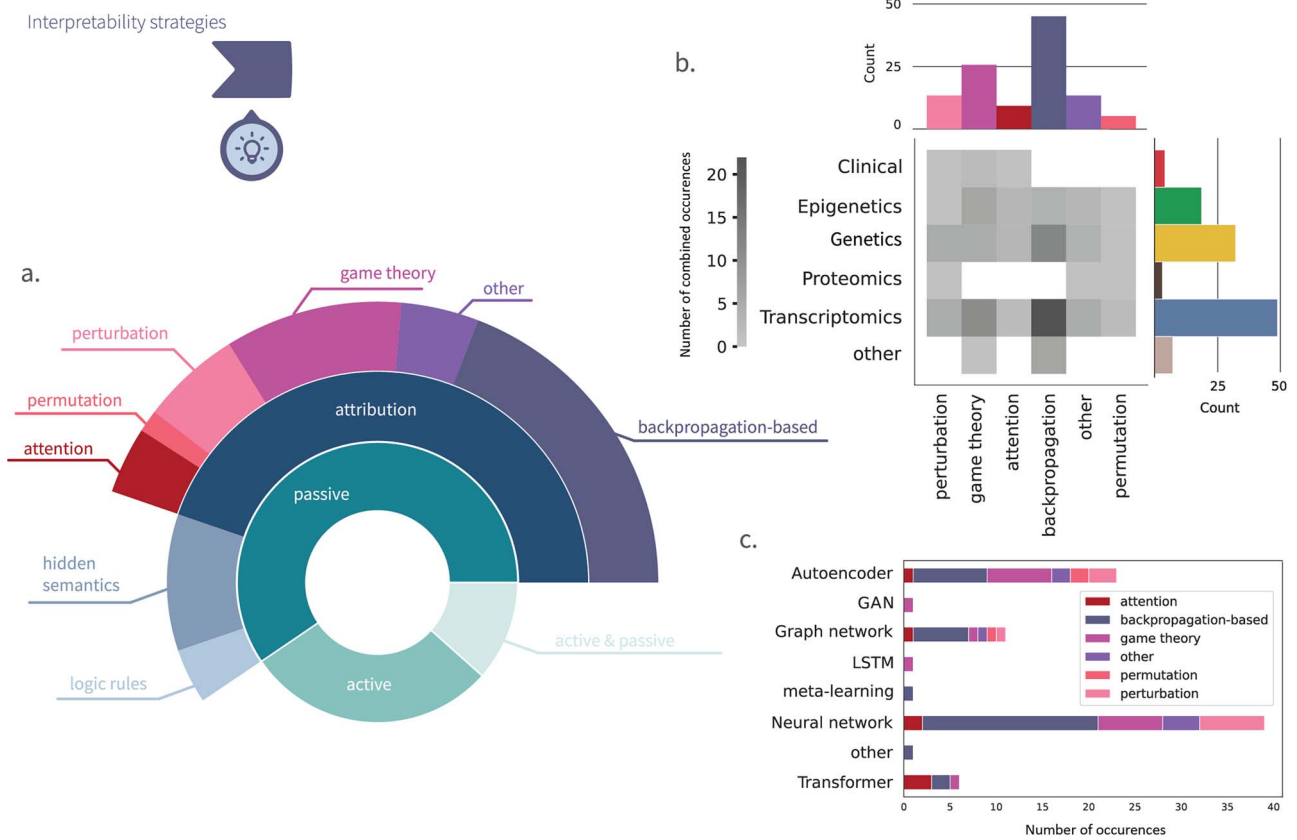 Interpretability strategies
a.
game theory
other
perturbation
permutation
attention
attribution
backpropagation-based
passive
hidden
semantics
active & passive
logic rules
active
b.
50
25
0
Count
Number of combined occurences
20
15
10
5
0
Clinical
Epigenetics
Genetics
Proteomics
Transcriptomics
other
perturbation
game theory
attention
backpropagation
other
permutation
25
50
Count
c.
Autoencoder
GAN
Graph network
LSTM
meta-learning
Neural network
other
Transformer
attention
backpropagation-based
game theory
other
permutation
perturbation
0 5 10 15 20 25 30 35 40
Number of occurences